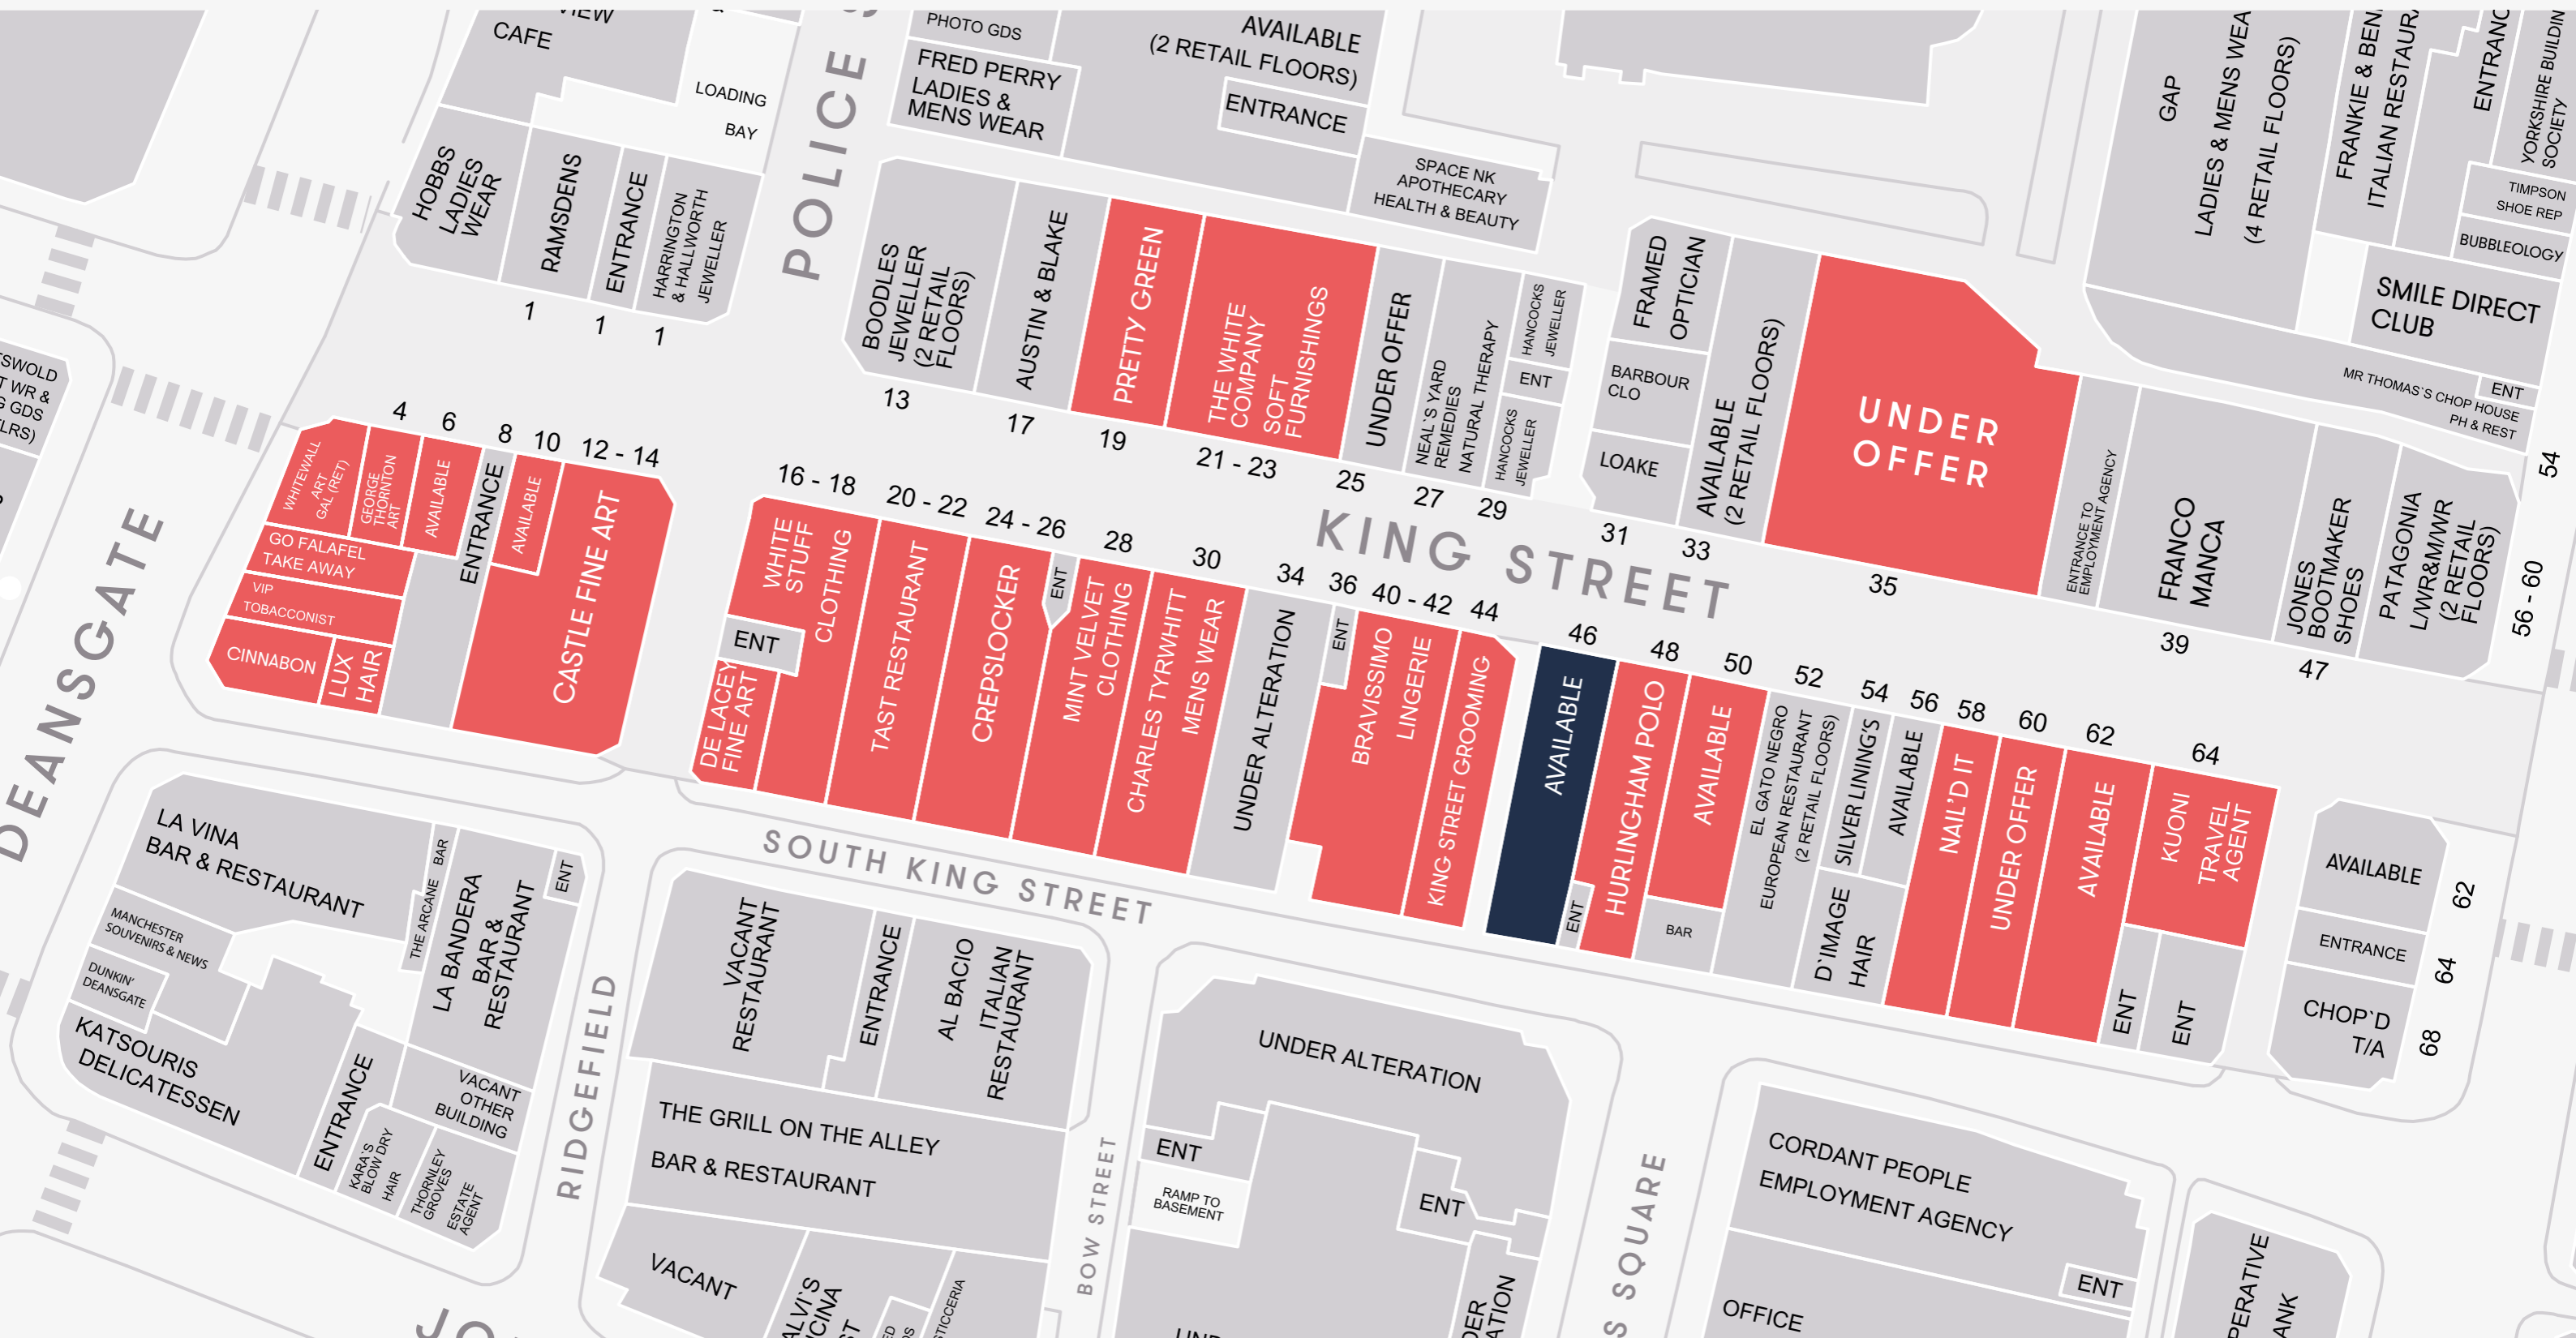 CAFE
LOADING
BAY
POLICE
PHOTO GDS
FRED PERRY
LADIES &
MENS WEAR
AVAILABLE
(2 RETAIL FLOORS)
ENTRANCE
SPACE NK
APOTHECARY
HEALTH & BEAUTY
GAP
LADIES & MENS WEA
(4 RETAIL FLOORS)
FRANKIE & BEN
ITALIAN RESTAURA
ENTRANC
YORKSHIRE BUILDIN
SOCIETY
TIMPSON
SHOE REP
BUBBLEOLOGY
SMILE DIRECT
CLUB
MR THOMAS`S CHOP HOUSE
PH & REST
ENT
54
HOBBS
LADIES
WEAR
RAMSDENS
ENTRANCE
HARRINGTON
& HALLWORTH
JEWELLER
1
1
1
BOODLES
JEWELLER
(2 RETAIL
FLOORS)
AUSTIN & BLAKE
PRETTY GREEN
THE WHITE
COMPANY
SOFT
FURNISHINGS
UNDER OFFER
NEAL`S YARD
REMEDIES
NATURAL THERAPY
HANCOCKS
JEWELLER
ENT
HANCOCKS
JEWELLER
FRAMED
OPTICIAN
BARBOUR
CLO
LOAKE
AVAILABLE
(2 RETAIL FLOORS)
UNDER
OFFER
ENTRANCE TO
EMPLOYMENT AGENCY
FRANCO
MANCA
JONES
BOOTMAKER
SHOES
PATAGONIA
L/WR&M/WR
(2 RETAIL
FLOORS)
56 - 60
13
17
19
21 - 23
25
27
29
31
33
35
39
47
KING STREET
SWOLD
T WR &
G GDS
LRS)
DEANSGATE
4
6
8
10
12 - 14
WHITEWALL
ART
GAL (RET)
GEORGE
THORNTON
ART
AVAILABLE
ENTRANCE
AVAILABLE
CASTLE FINE ART
GO FALAFEL
TAKE AWAY
VIP
TOBACCONIST
CINNABON
LUX
HAIR
16 - 18
20 - 22
24 - 26
28
30
34
36
40 - 42
44
46
48
50
52
54
56
58
60
62
64
WHITE
STUFF
CLOTHING
ENT
DE LACEY
FINE ART
TAST RESTAURANT
CREPSLOCKER
ENT
MINT VELVET
CLOTHING
CHARLES TYRWHITT
MENS WEAR
UNDER ALTERATION
ENT
BRAVISSIMO
LINGERIE
KING STREET GROOMING
AVAILABLE
ENT
HURLINGHAM POLO
AVAILABLE
BAR
EL GATO NEGRO
EUROPEAN RESTAURANT
(2 RETAIL FLOORS)
SILVER LINING'S
AVAILABLE
D`IMAGE
HAIR
NAIL'D IT
UNDER OFFER
AVAILABLE
KUONI
TRAVEL
AGENT
ENT
ENT
AVAILABLE
62
ENTRANCE
64
CHOP`D
T/A
68
SOUTH KING STREET
LA VINA
BAR & RESTAURANT
THE ARCANE BAR
LA BANDERA
BAR &
RESTAURANT
ENT
MANCHESTER
SOUVENIRS & NEWS
DUNKIN'
DEANSGATE
KATSOURIS
DELICATESSEN
ENTRANCE
VACANT
OTHER
BUILDING
KARA`S
BLOW DRY
HAIR
THORNLEY
GROVES
ESTATE
AGENT
RIDGEFIELD
VACANT
RESTAURANT
ENTRANCE
AL BACIO
ITALIAN
RESTAURANT
THE GRILL ON THE ALLEY
BAR & RESTAURANT
VACANT
BOW STREET
UNDER ALTERATION
ENT
RAMP TO
BASEMENT
ENT
SQUARE
CORDANT PEOPLE
EMPLOYMENT AGENCY
ENT
OFFICE